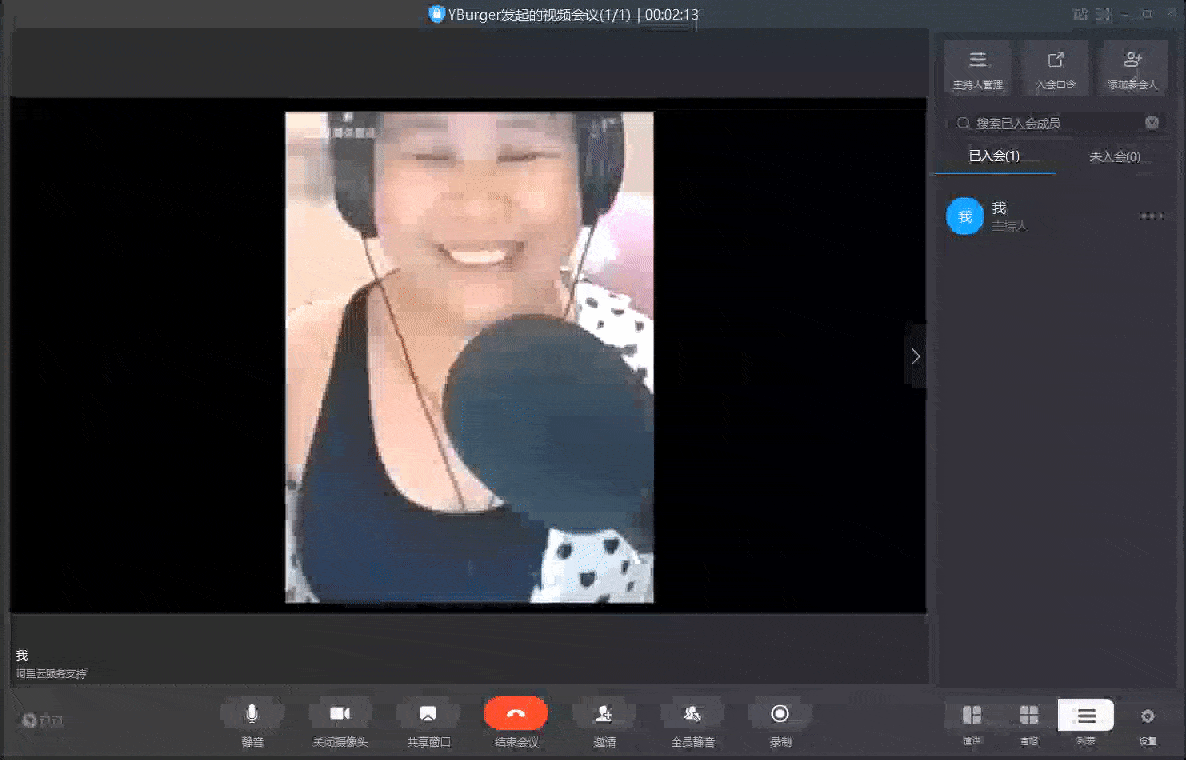 YBurger发起的视频会议(1/1) | 00:02:13
主持人管理
入会口令
添加参会人
搜索已入会成员
已入会(1)
未入会(0)
我
我
主持人
我
阿里云服务支持
静音
关闭摄像头
共享窗口
结束会议
邀请
全员静音
录制
列表
设置